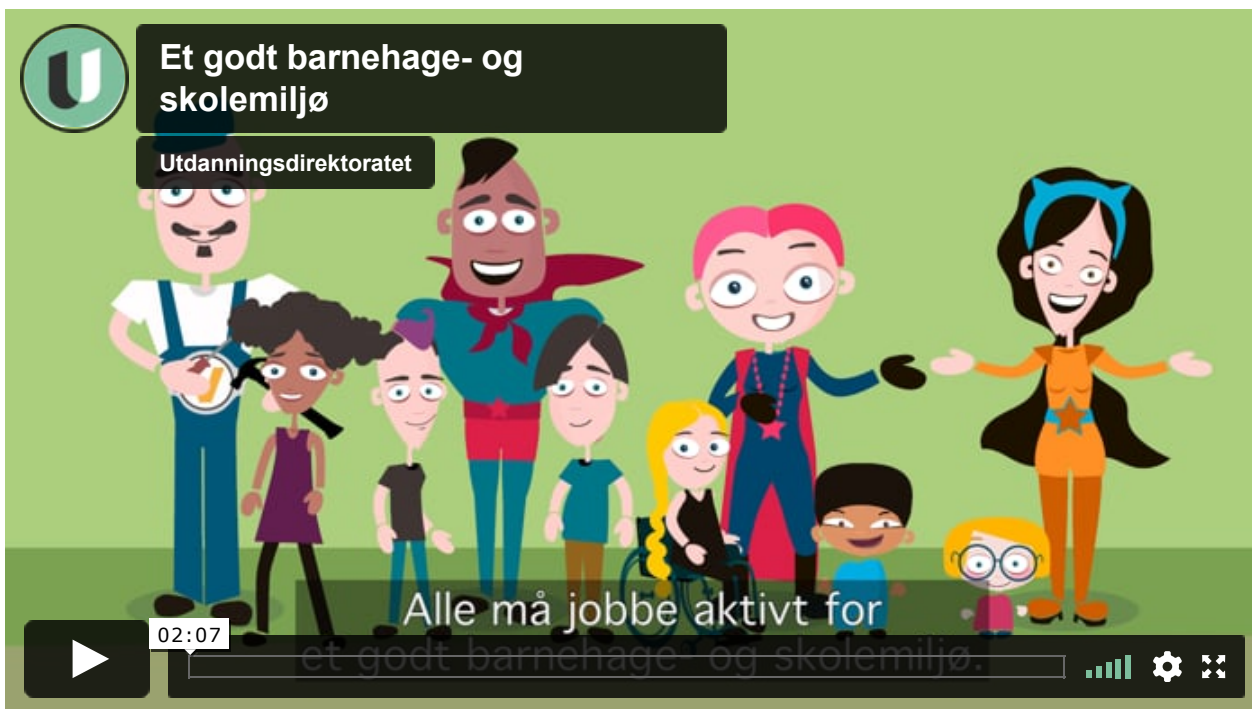 Et godt barnehage- og
skolemiljø
Utdanningsdirektoratet
Alle må jobbe aktivt for
et godt barnehage- og skolemiljø.
02:07